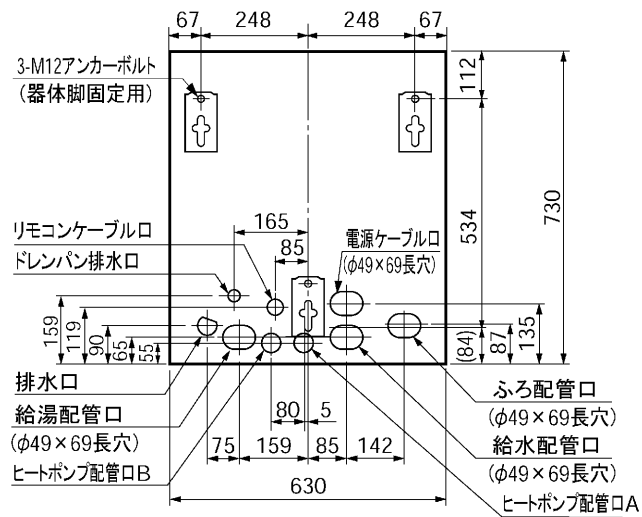 67
248
248
67
3-M12アンカーボルト
(器体脚固定用)
112
534
730
リモコンケーブル口
165
電源ケーブル口
(φ49×69長穴)
ドレンパン排水口
85
159
119
90
65
55
(84)
87
135
排水口
給湯配管口
(φ49×69長穴)
ヒートポンプ配管口B
80
5
75
159
85
142
ふろ配管口
(φ49×69長穴)
給水配管口
(φ49×69長穴)
ヒートポンプ配管口A
630